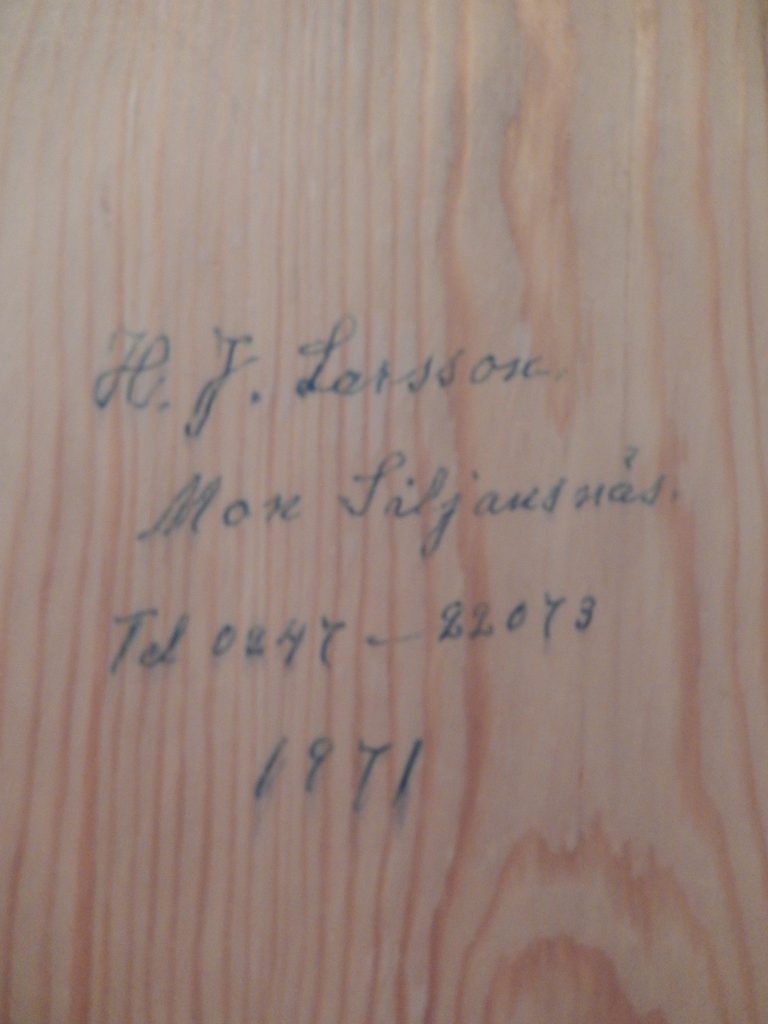 H. J. Larsson.
Mon Siljansnäs.
Tel 0247 - 22073
1971